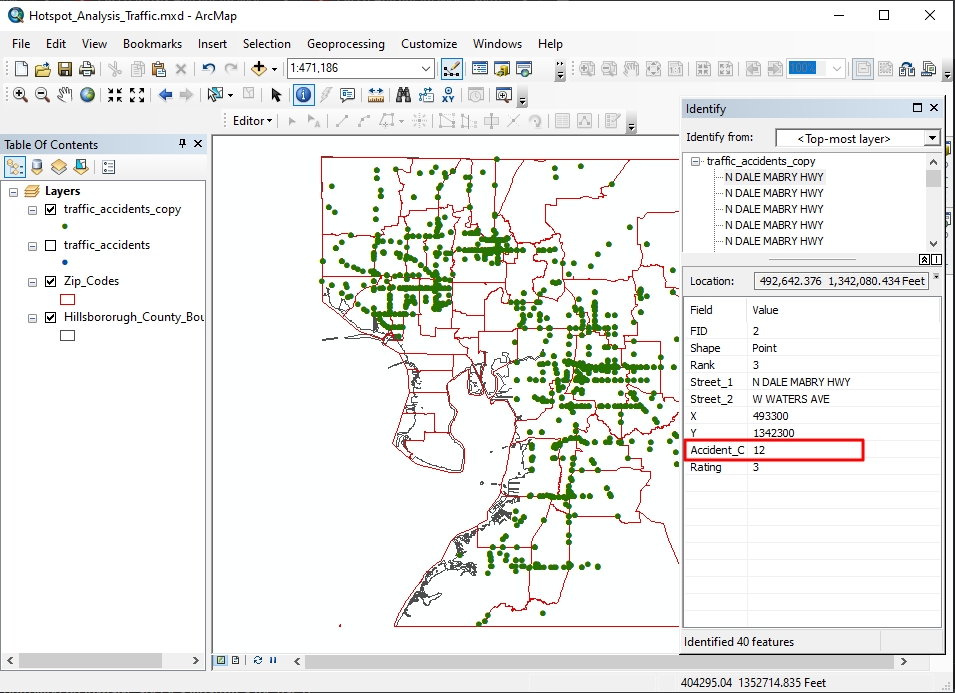 Hotspot_Analysis_Traffic.mxd - ArcMap
File Edit View Bookmarks Insert Selection Geoprocessing Customize Windows Help
1:471,186
100%
Editor
Table Of Contents
Layers
traffic_accidents_copy
traffic_accidents
Zip_Codes
Hillsbororugh_County_Bou
Identify
Identify from: <Top-most layer>
traffic_accidents_copy
N DALE MABRY HWY
N DALE MABRY HWY
N DALE MABRY HWY
N DALE MABRY HWY
N DALE MABRY HWY
Location: 492,642.376 1,342,080.434 Feet
Field Value
FID 2
Shape Point
Rank 3
Street_1 N DALE MABRY HWY
Street_2 W WATERS AVE
X 493300
Y 1342300
Accident_C 12
Rating 3
Identified 40 features
404295.04 1352714.835 Feet